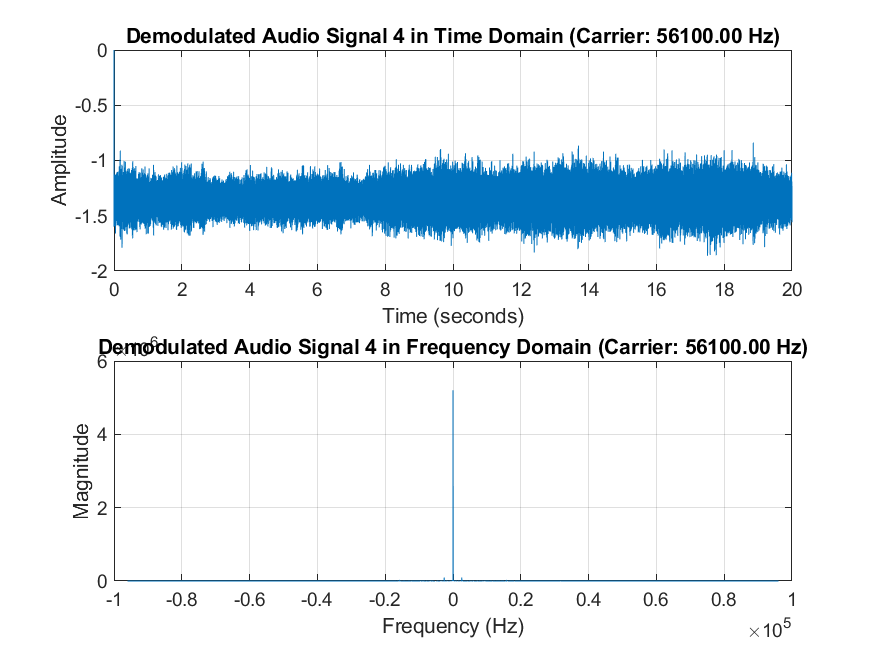 Demodulated Audio Signal 4 in Time Domain (Carrier: 56100.00 Hz)
0
-0.5
-1
-1.5
-2
Amplitude
0 2 4 6 8 10 12 14 16 18 20
Time (seconds)
×10⁶
Demodulated Audio Signal 4 in Frequency Domain (Carrier: 56100.00 Hz)
6
4
2
0
Magnitude
-1 -0.8 -0.6 -0.4 -0.2 0 0.2 0.4 0.6 0.8 1
Frequency (Hz)
×10⁵